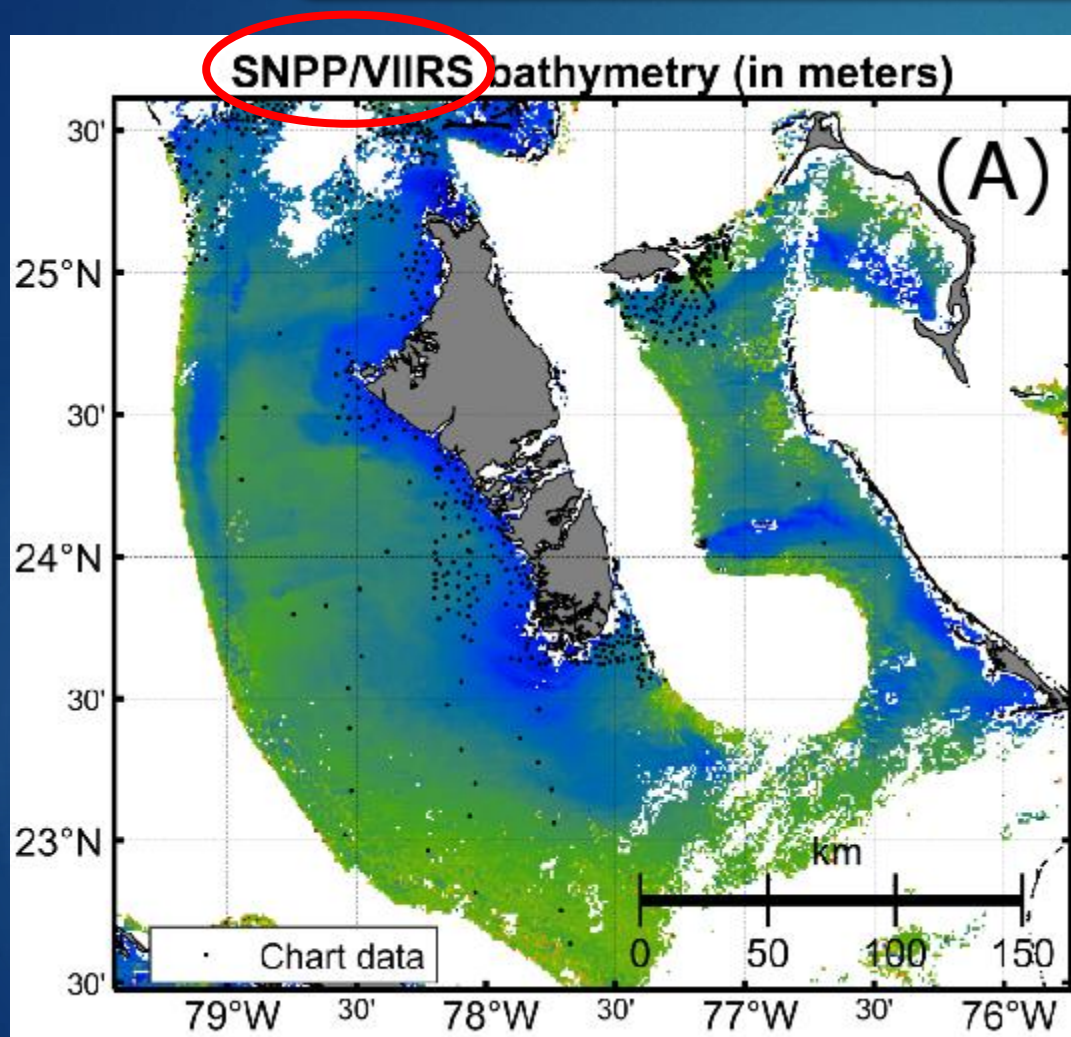 SNPP/VIIRS bathymetry (in meters)
(A)
30'
25°N
30'
24°N
30'
23°N
30'
km
0 50 100 150
Chart data
79°W 30' 78°W 30' 77°W 30' 76°W